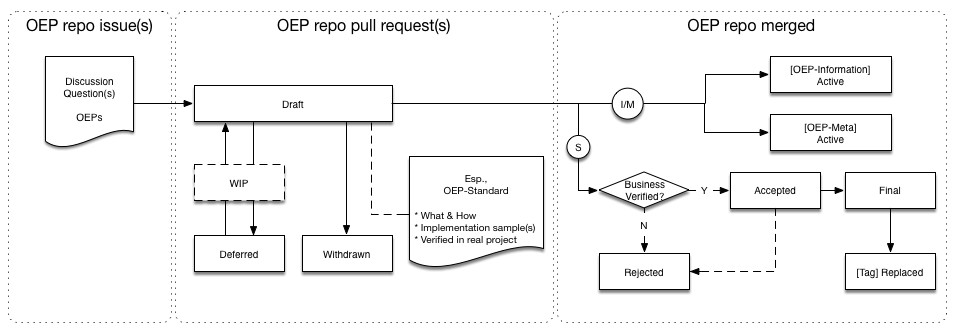 OEP repo issue(s)
OEP repo pull request(s)
OEP repo merged
Discussion
Question(s)
OEPs
Draft
WIP
Deferred
Withdrawn
Esp.,
OEP-Standard
* What & How
* Implementation sample(s)
* Verified in real project
I/M
S
[OEP-Information]
Active
[OEP-Meta]
Active
Business
Verified?
Y
N
Accepted
Final
Rejected
[Tag] Replaced